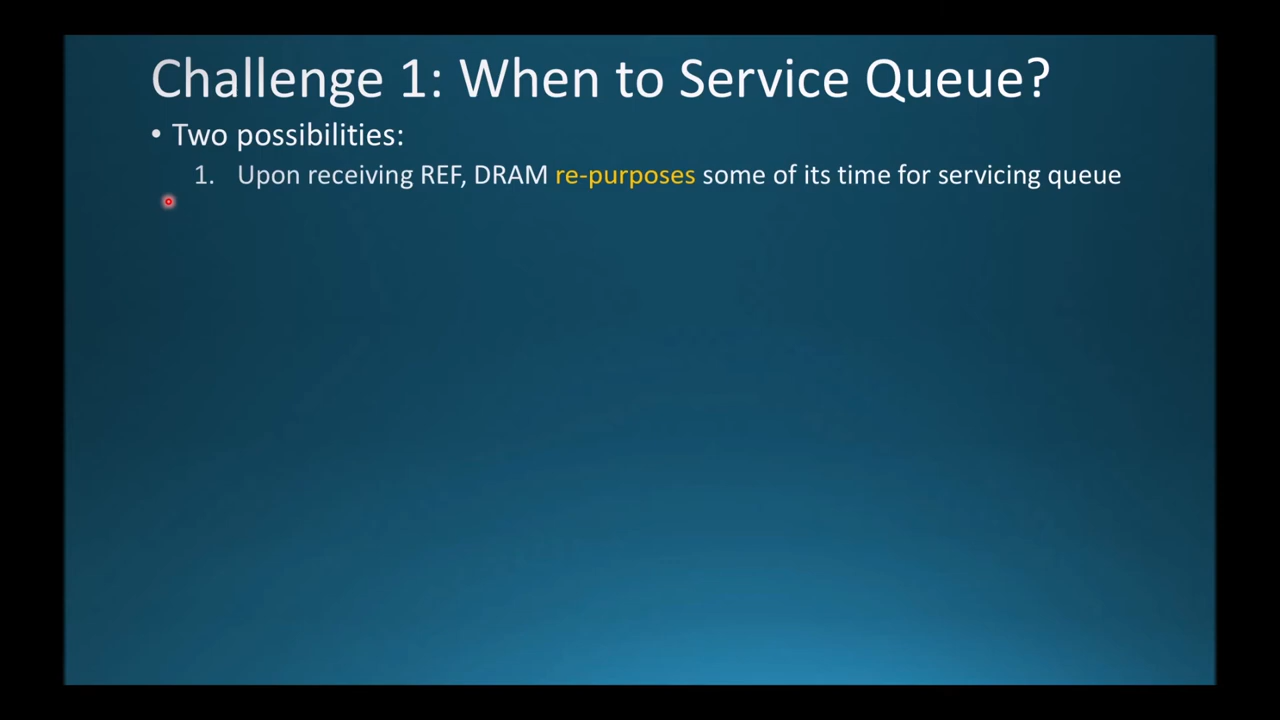 Challenge 1: When to Service Queue?
• Two possibilities:
1. Upon receiving REF, DRAM re-purposes some of its time for servicing queue